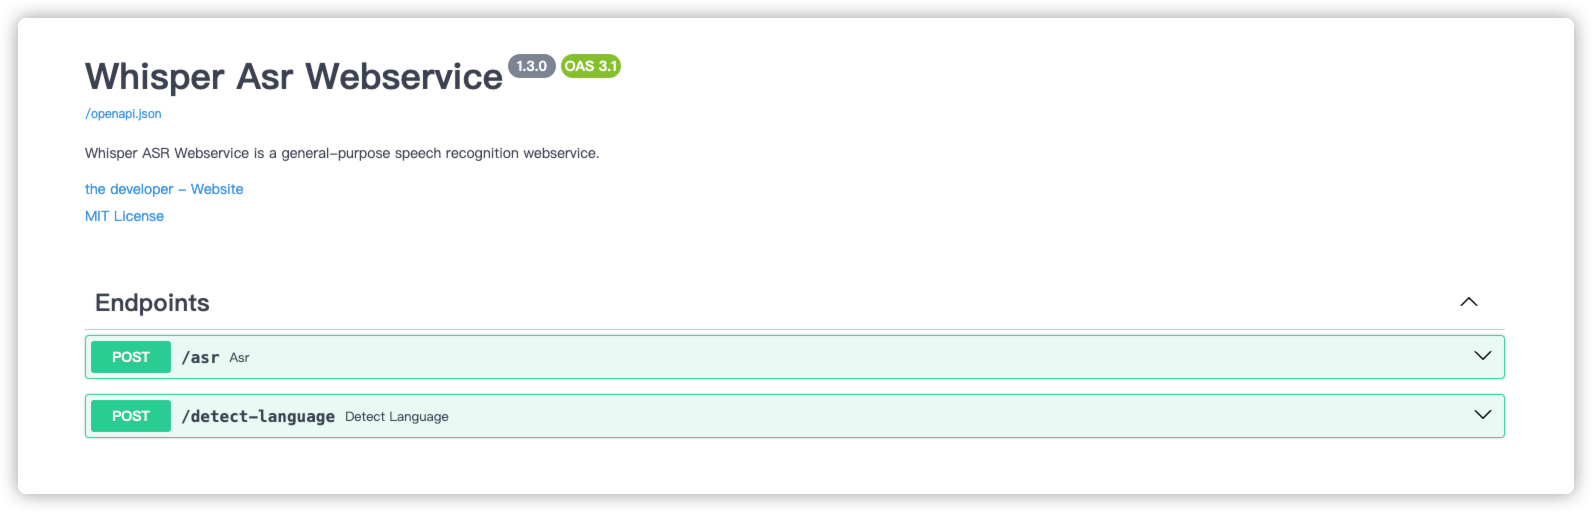 Whisper Asr Webservice 1.3.0 OAS 3.1
/openapi.json
Whisper ASR Webservice is a general-purpose speech recognition webservice.
the developer - Website
MIT License
Endpoints
POST /asr Asr
POST /detect-language Detect Language